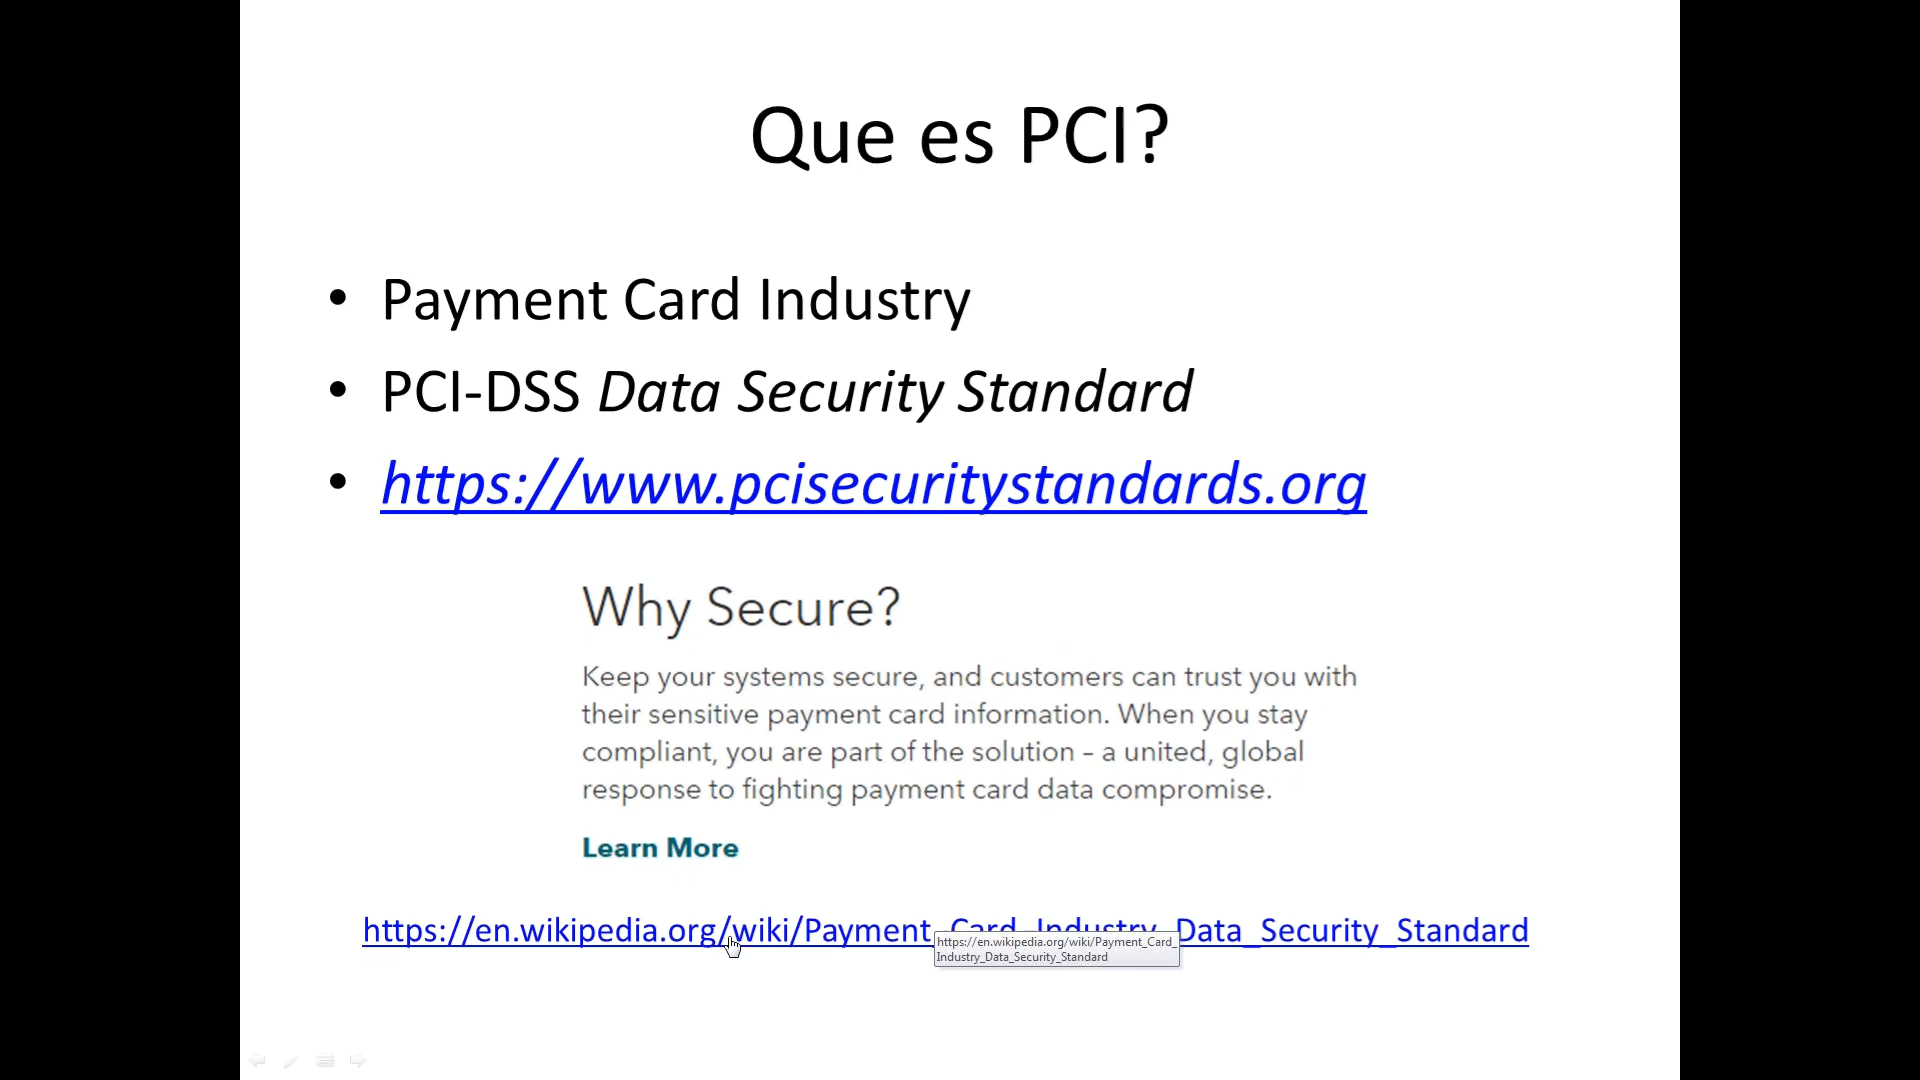 Que es PCI?
• Payment Card Industry
• PCI-DSS Data Security Standard
• https://www.pcisecuritystandards.org
Why Secure?
Keep your systems secure, and customers can trust you with
their sensitive payment card information. When you stay
compliant, you are part of the solution – a united, global
response to fighting payment card data compromise.
Learn More
https://en.wikipedia.org/wiki/Payment_Card_Industry_Data_Security_Standard
https://en.wikipedia.org/wiki/Payment_Card_
Industry_Data_Security_Standard